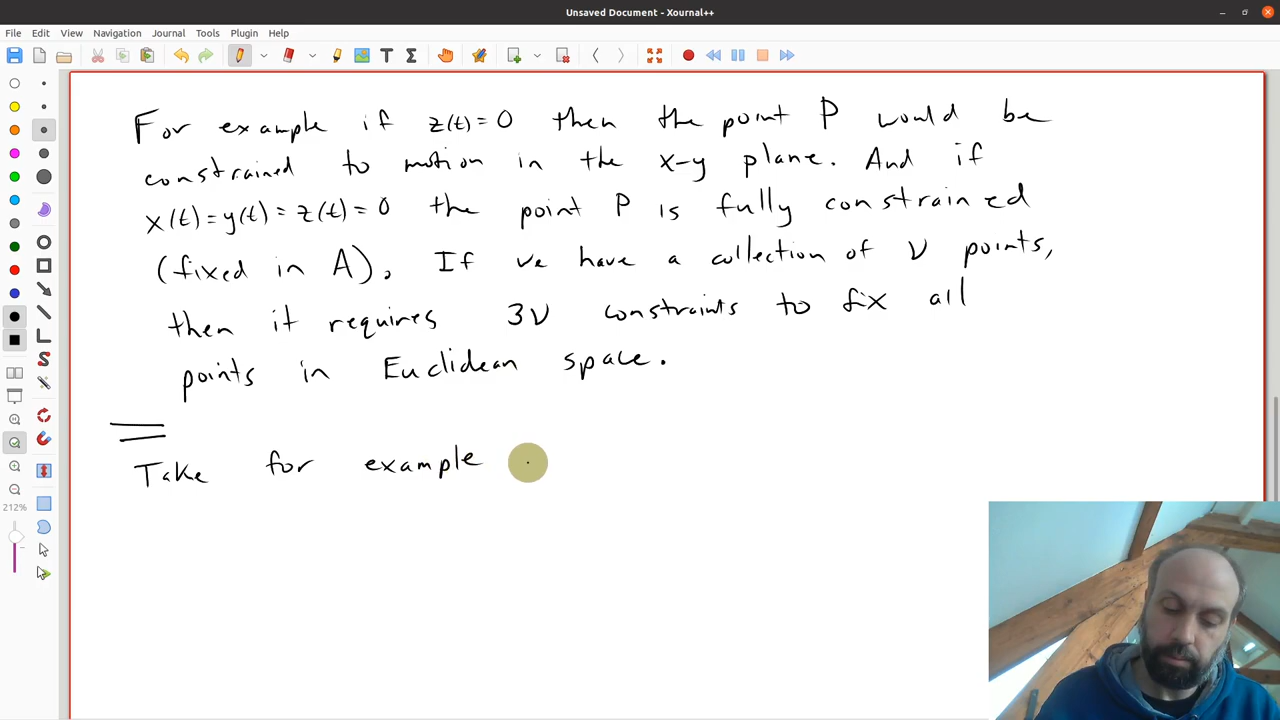 Unsaved Document - Xournal++
File Edit View Navigation Journal Tools Plugin Help
For example if z(t)=0 then the point P would be
constrained to motion in the x-y plane. And if
x(t)=y(t)=z(t)=0 the point P is fully constrained
(fixed in A). If we have a collection of ν points,
then it requires 3ν constraints to fix all
points in Euclidean space.
Take for example
212%